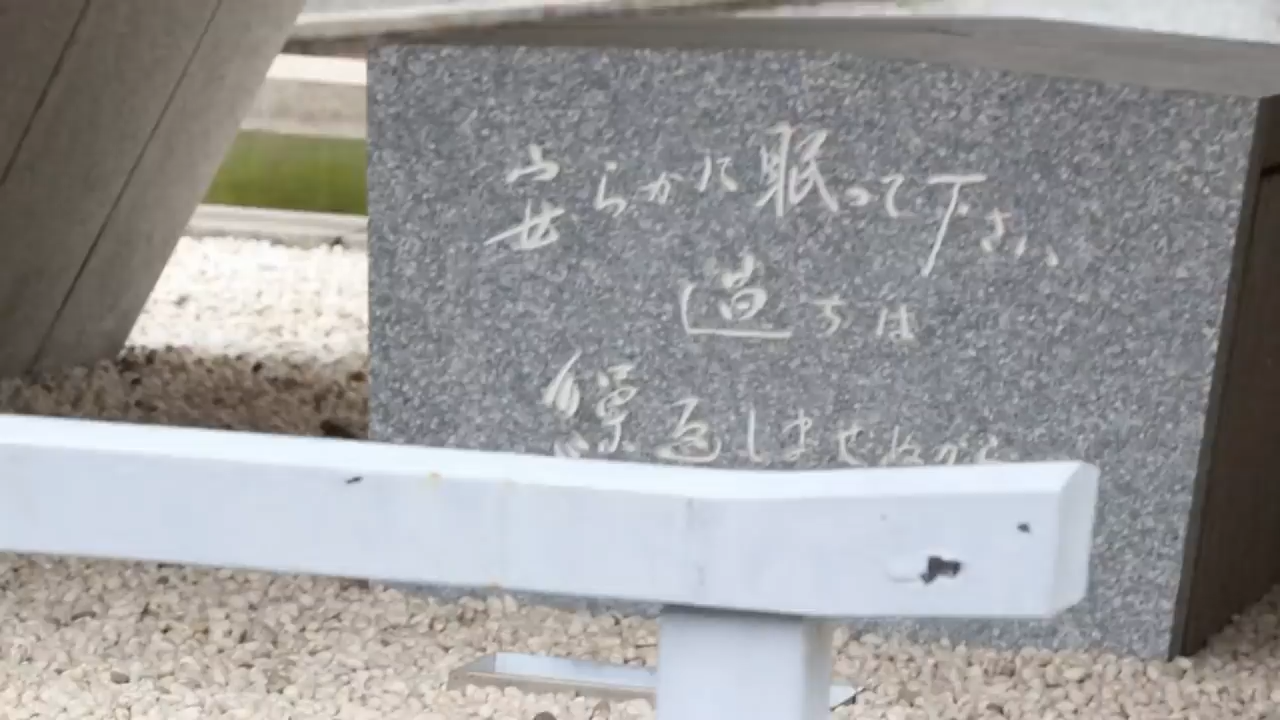 安らかに眠って下さい
過ちは
繰返しませぬから